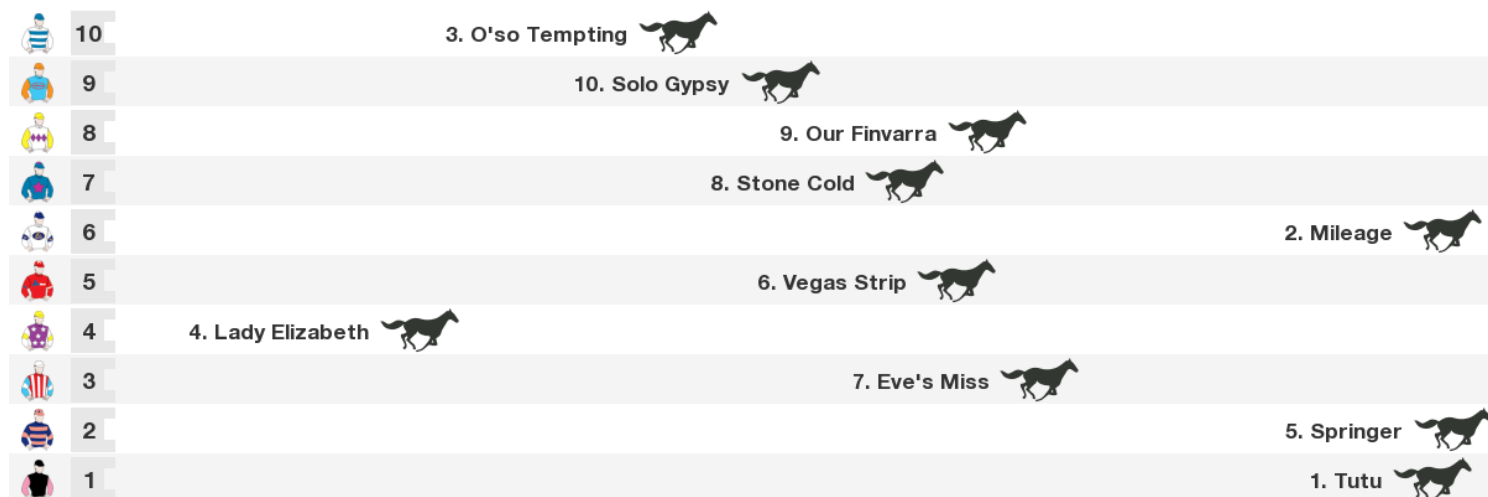 10 3. O'so Tempting
9 10. Solo Gypsy
8 9. Our Finvarra
7 8. Stone Cold
6 2. Mileage
5 6. Vegas Strip
4 4. Lady Elizabeth
3 7. Eve's Miss
2 5. Springer
1 1. Tutu